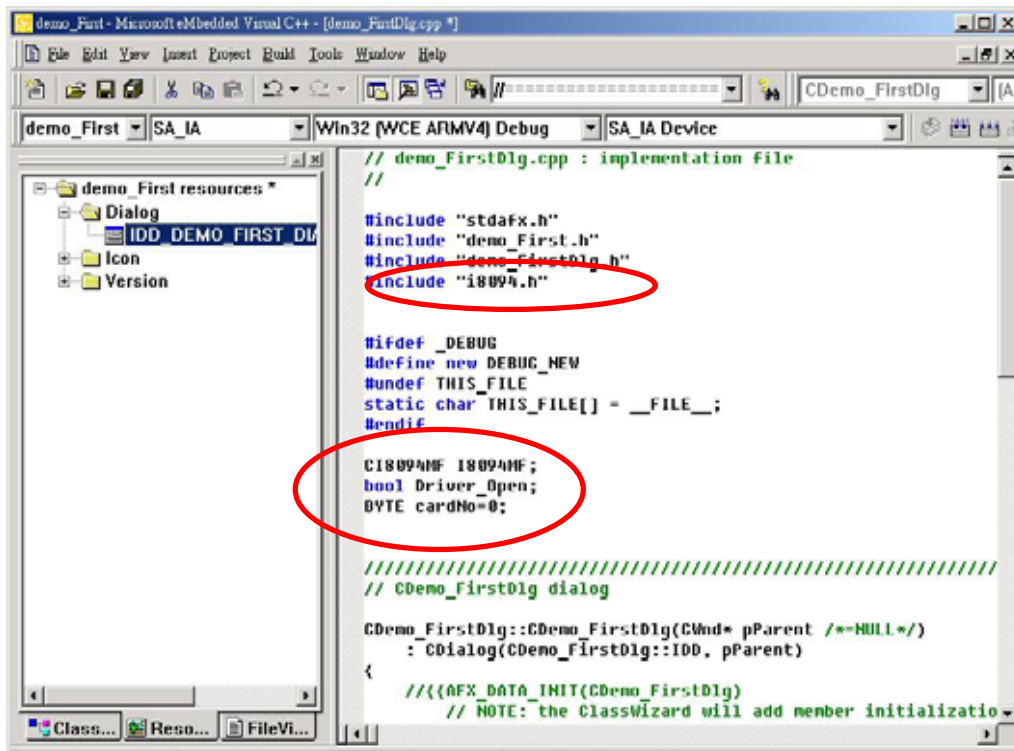 demo_First - Microsoft eMbedded Visual C++ - [demo_FirstDlg.cpp *]
File Edit View Insert Project Build Tools Window Help
//======================= CDemo_FirstDlg (A
demo_First SA_IA Win32 (WCE ARMV4) Debug SA_IA Device
demo_First resources *
Dialog
IDD_DEMO_FIRST_DIA
Icon
Version
Class...
Reso...
FileVi...
// demo_FirstDlg.cpp : implementation file
//
#include "stdafx.h"
#include "demo_First.h"
#include "demo_FirstDlg.h"
#include "i8094.h"
#ifdef _DEBUG
#define new DEBUG_NEW
#undef THIS_FILE
static char THIS_FILE[] = __FILE__;
#endif
CI8094MF I8094MF;
bool Driver_Open;
BYTE cardNo=0;
/////////////////////////////////////////////////////////////
// CDemo_FirstDlg dialog
CDemo_FirstDlg::CDemo_FirstDlg(CWnd* pParent /*=NULL*/)
: CDialog(CDemo_FirstDlg::IDD, pParent)
{
//{{AFX_DATA_INIT(CDemo_FirstDlg)
// NOTE: the ClassWizard will add member initializatio